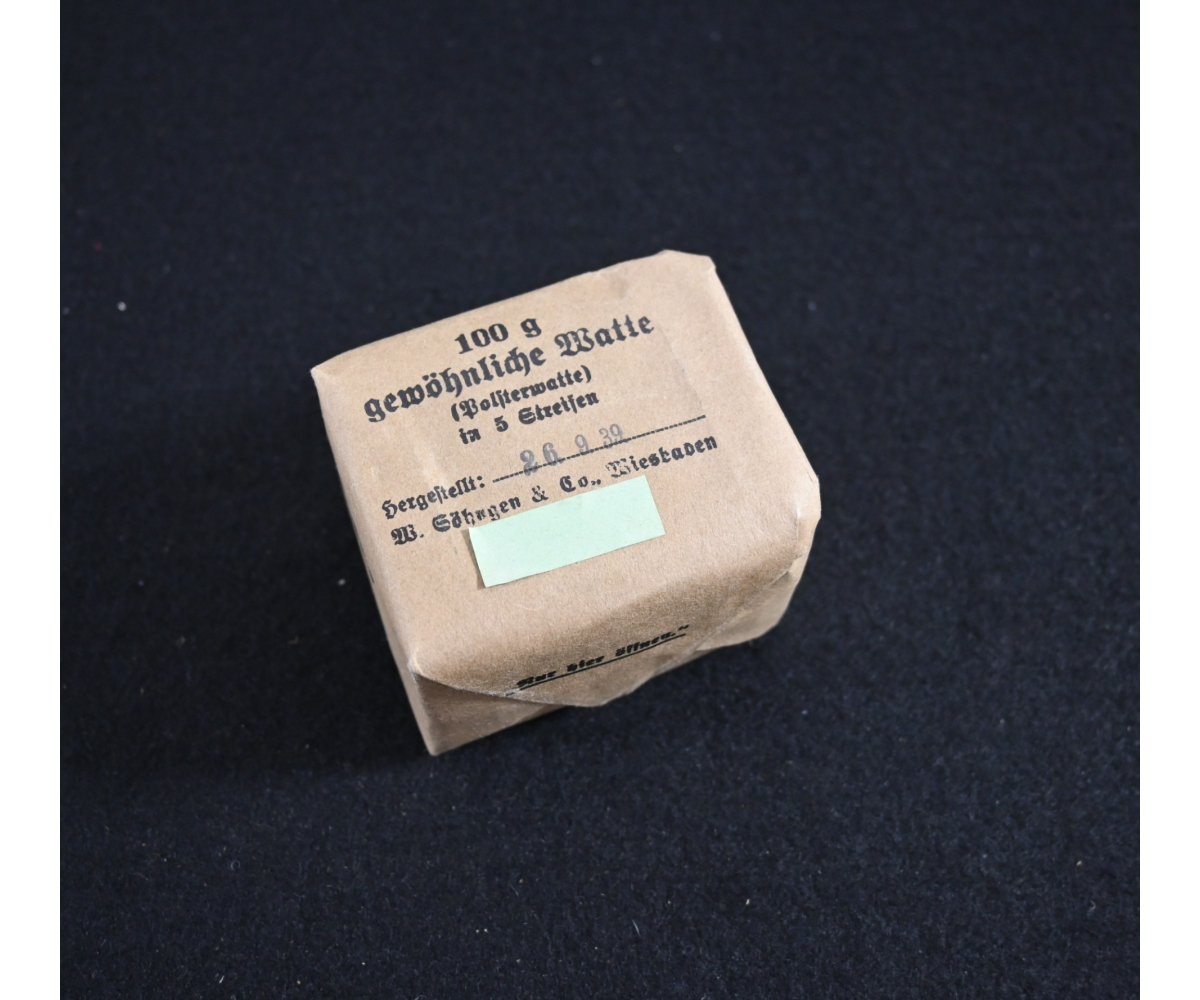 100 g
gewöhnliche Watte
(Polsterwatte)
in 5 Streifen
Hergestellt: 26 9 39
W. Söhngen & Co., Wiesbaden
„Nur hier öffnen.“